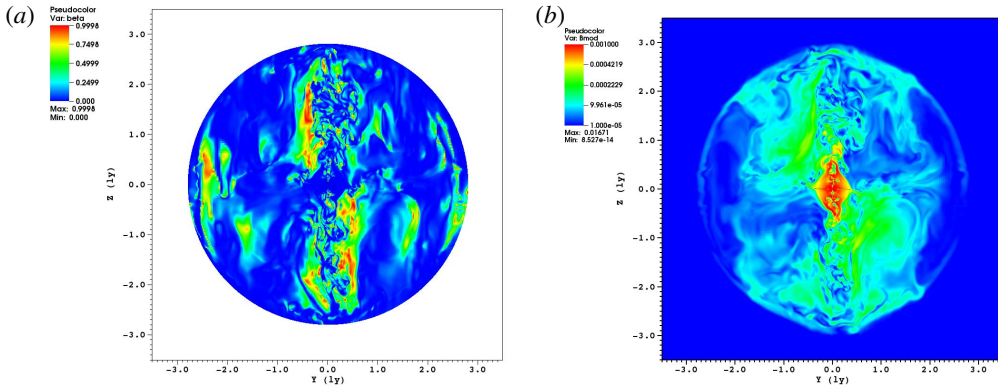 (a)
Pseudocolor
Var: beta
0.9998
0.7498
0.4999
0.2499
0.000
Max: 0.9998
Min: 0.000
3.0
2.0
1.0
0.0
-1.0
-2.0
-3.0
Z (ly)
-3.0 -2.0 -1.0 0.0 1.0 2.0 3.0
Y (ly)
(b)
Pseudocolor
Var: Bmod
0.001000
0.0004219
0.0002229
9.961e-05
1.000e-05
Max: 0.01671
Min: 8.527e-14
3.0
2.0
1.0
0.0
-1.0
-2.0
-3.0
Z (ly)
-3.0 -2.0 -1.0 0.0 1.0 2.0 3.0
Y (ly)